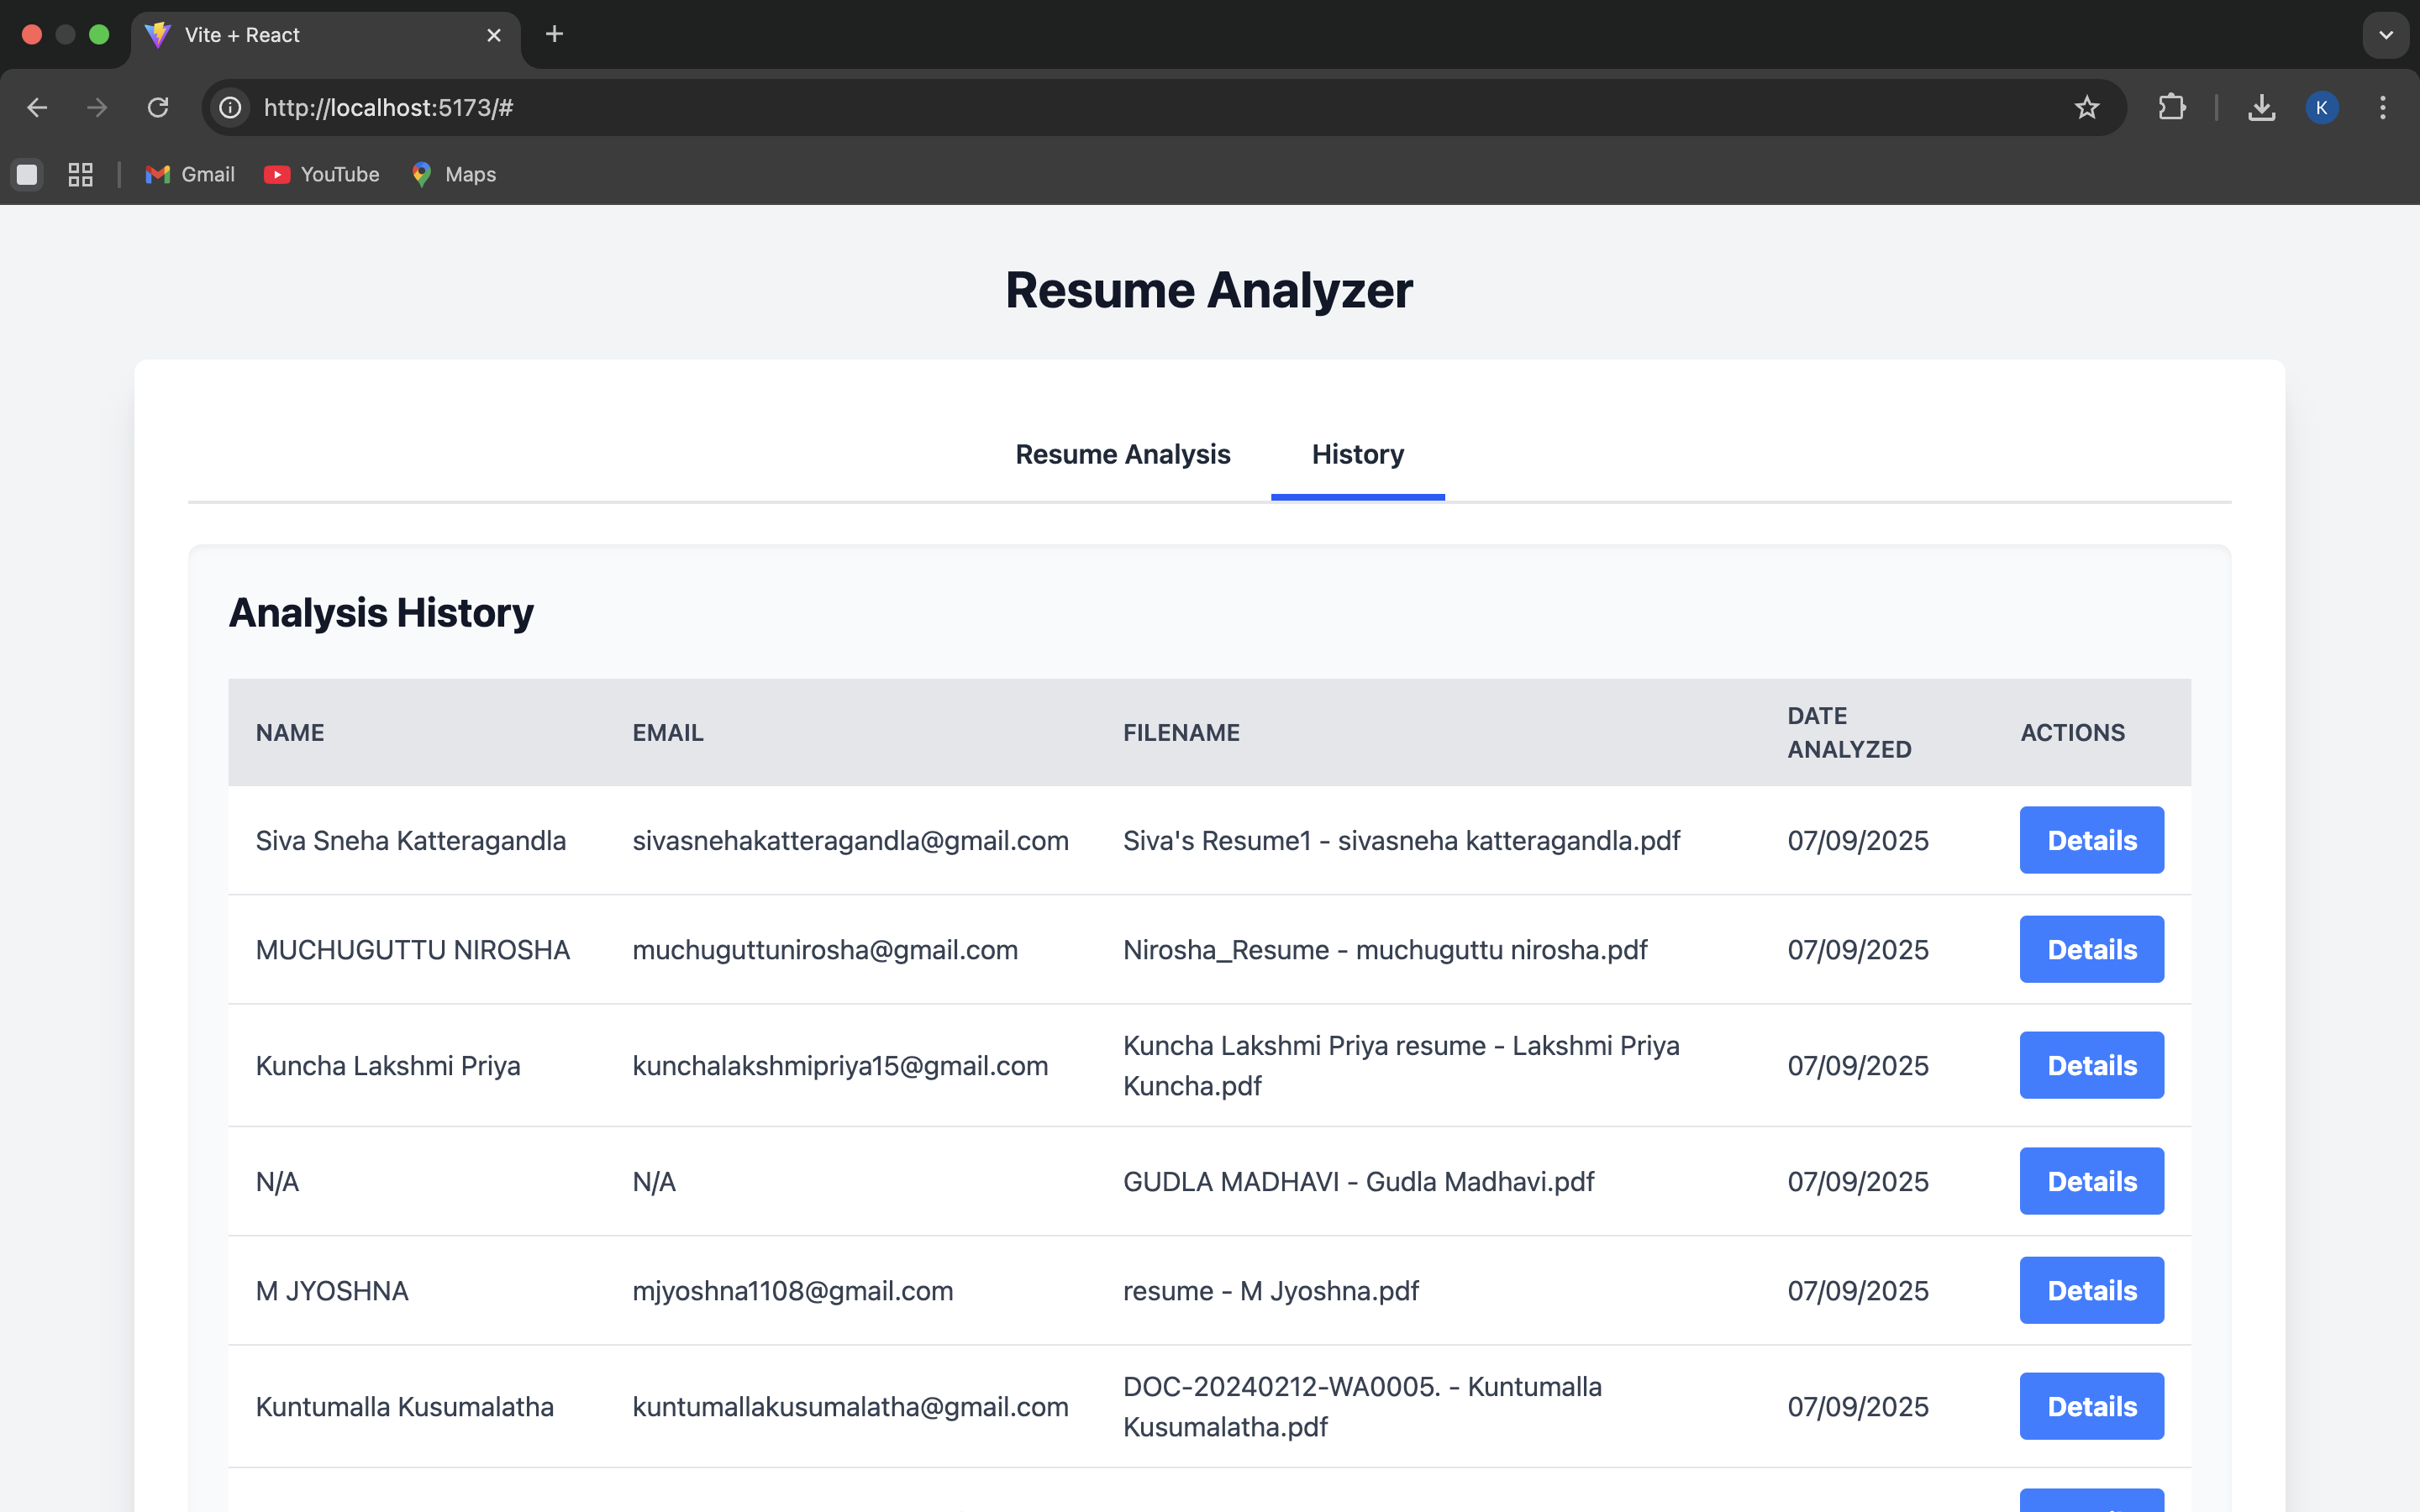 Vite + React
http://localhost:5173/#
K
Gmail
YouTube
Maps
Resume Analyzer
Resume Analysis
History
Analysis History
NAME
EMAIL
FILENAME
DATE
ANALYZED
ACTIONS
Siva Sneha Katteragandla
sivasnehakatteragandla@gmail.com
Siva's Resume1 - sivasneha katteragandla.pdf
07/09/2025
Details
MUCHUGUTTU NIROSHA
muchuguttunirosha@gmail.com
Nirosha_Resume - muchuguttu nirosha.pdf
07/09/2025
Details
Kuncha Lakshmi Priya
kunchalakshmipriya15@gmail.com
Kuncha Lakshmi Priya resume - Lakshmi Priya
Kuncha.pdf
07/09/2025
Details
N/A
N/A
GUDLA MADHAVI - Gudla Madhavi.pdf
07/09/2025
Details
M JYOSHNA
mjyoshna1108@gmail.com
resume - M Jyoshna.pdf
07/09/2025
Details
Kuntumalla Kusumalatha
kuntumallakusumalatha@gmail.com
DOC-20240212-WA0005. - Kuntumalla
Kusumalatha.pdf
07/09/2025
Details